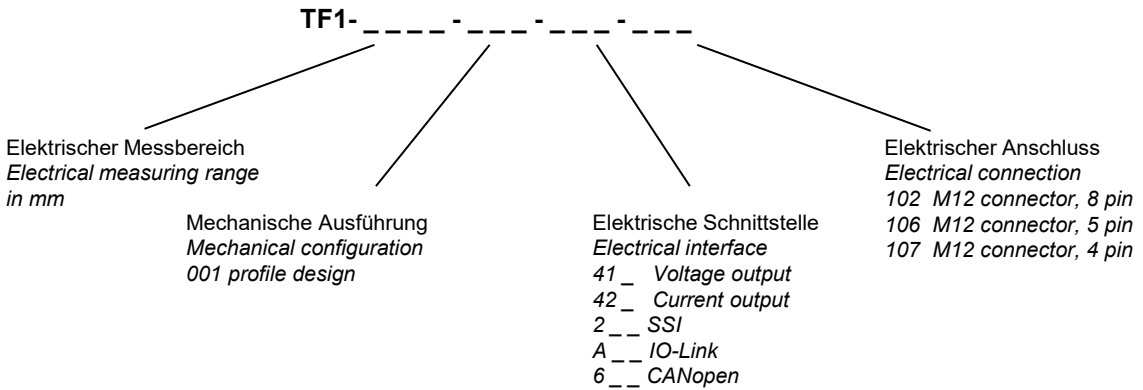 TF1- _ _ _ _ - _ _ _ - _ _ _ - _ _ _
Elektrischer Messbereich
Electrical measuring range
in mm
Mechanische Ausführung
Mechanical configuration
001 profile design
Elektrische Schnittstelle
Electrical interface
41 _ Voltage output
42 _ Current output
2 _ _ SSI
A _ _ IO-Link
6 _ _ CANopen
Elektrischer Anschluss
Electrical connection
102 M12 connector, 8 pin
106 M12 connector, 5 pin
107 M12 connector, 4 pin